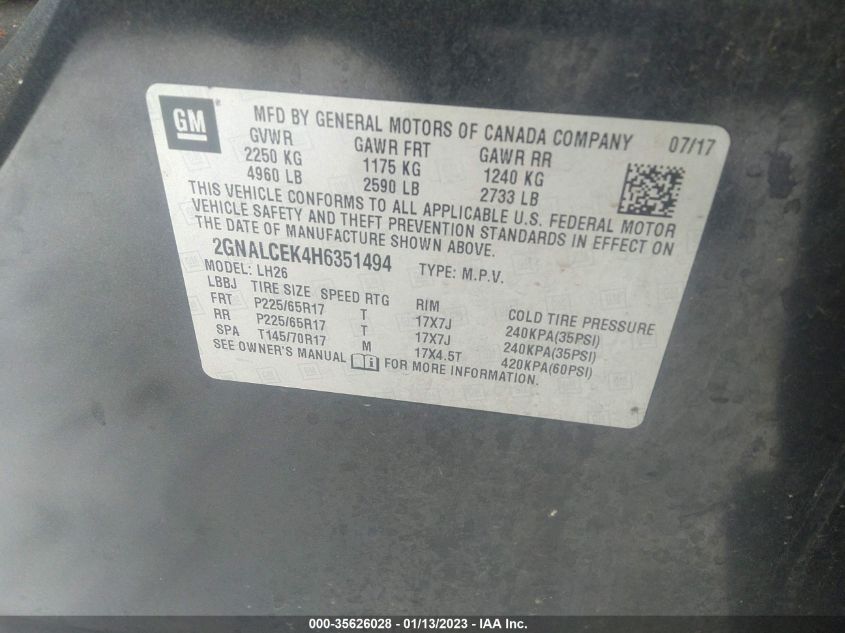 GM
MFD BY GENERAL MOTORS OF CANADA COMPANY 07/17
GVWR GAWR FRT GAWR RR
2250 KG 1175 KG 1240 KG
4960 LB 2590 LB 2733 LB
THIS VEHICLE CONFORMS TO ALL APPLICABLE U.S. FEDERAL MOTOR
VEHICLE SAFETY AND THEFT PREVENTION STANDARDS IN EFFECT ON
THE DATE OF MANUFACTURE SHOWN ABOVE.
2GNALCEK4H6351494 TYPE: M.P.V.
MODEL: LH26
LBBJ TIRE SIZE SPEED RTG RIM COLD TIRE PRESSURE
FRT P225/65R17 T 17X7J 240KPA(35PSI)
RR P225/65R17 T 17X7J 240KPA(35PSI)
SPA T145/70R17 M 17X4.5T 420KPA(60PSI)
SEE OWNER'S MANUAL FOR MORE INFORMATION.
000-35626028 - 01/13/2023 - IAA Inc.